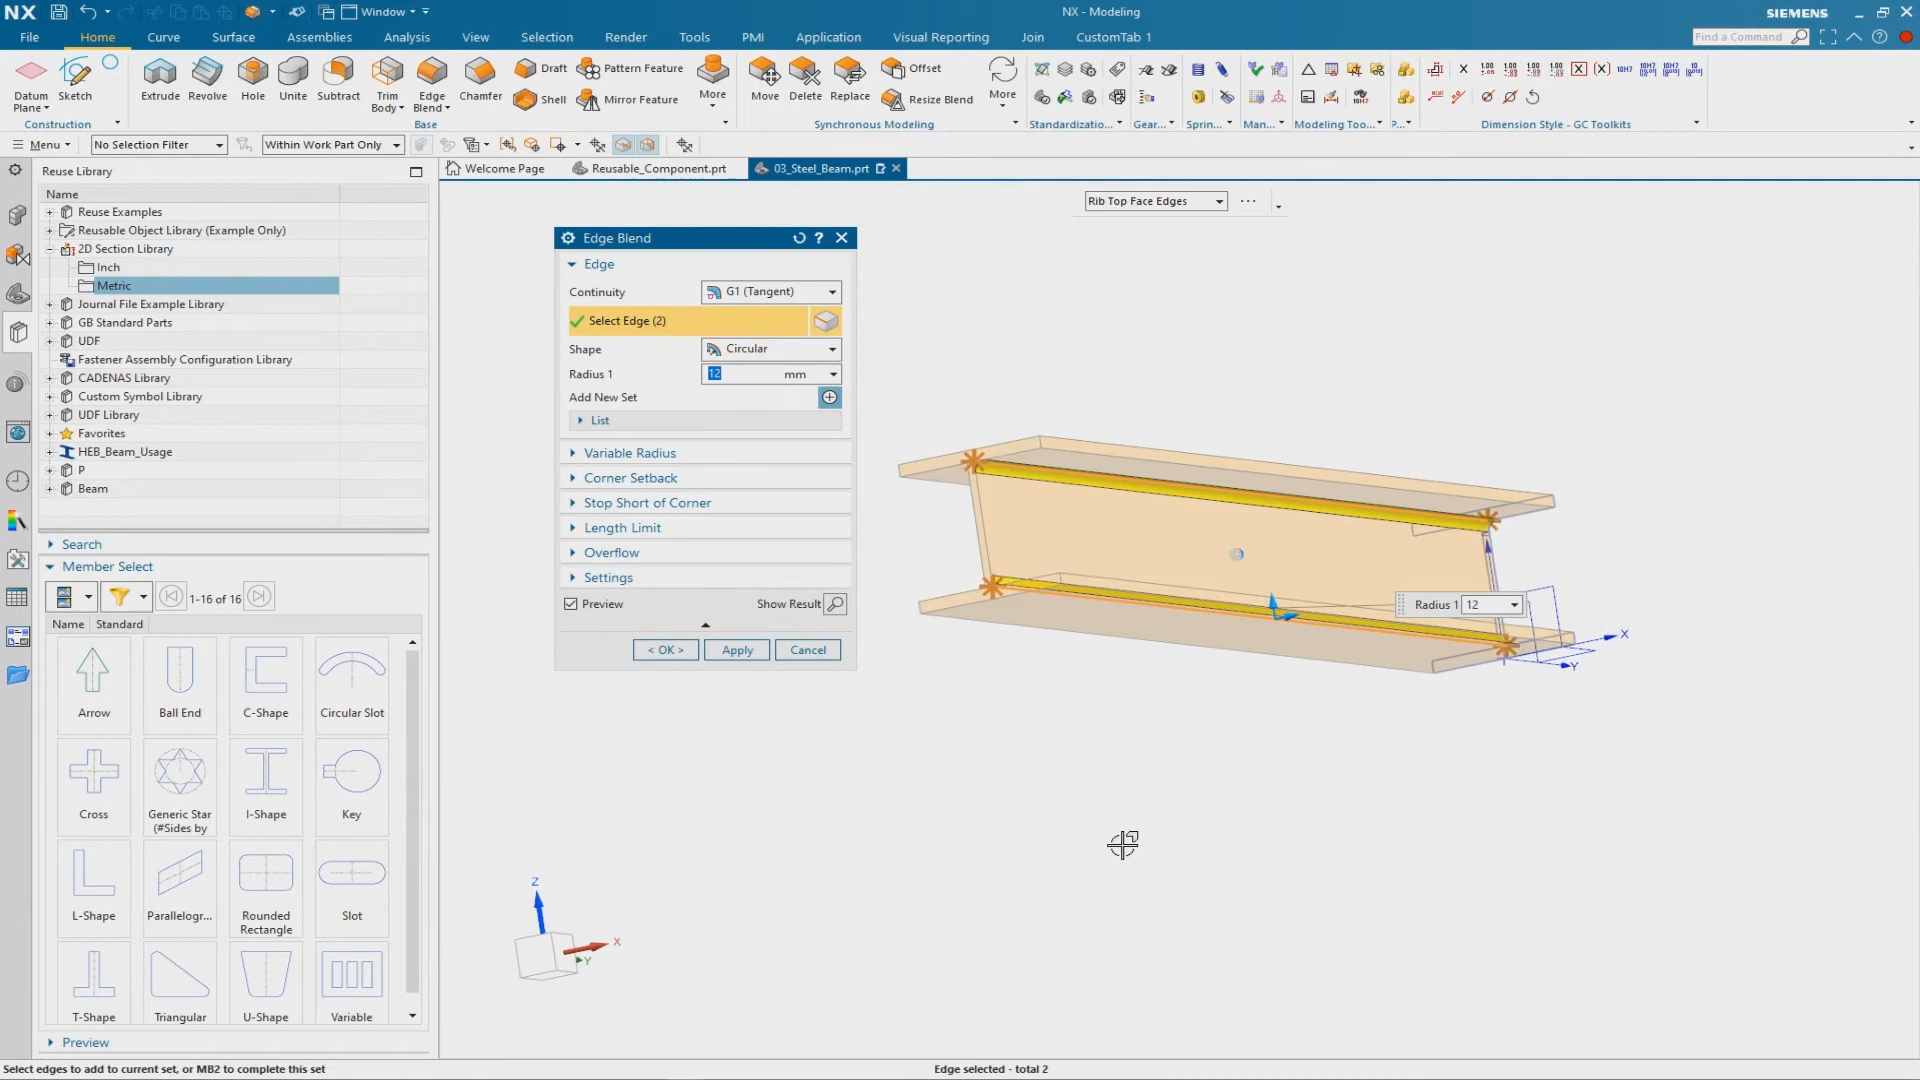 NX
Window
NX - Modeling
SIEMENS
File
Home
Curve
Surface
Assemblies
Analysis
View
Selection
Render
Tools
PMI
Application
Visual Reporting
Join
CustomTab 1
Find a Command
Datum Plane
Sketch
Extrude
Revolve
Hole
Unite
Subtract
Trim Body
Edge Blend
Chamfer
Draft
Shell
Pattern Feature
Mirror Feature
More
Move
Delete
Replace
Offset
Resize Blend
More
Construction
Base
Synchronous Modeling
Standardizatio...
Gear...
Sprin...
Man...
Modeling Too...
P...
Dimension Style - GC Toolkits
Menu
No Selection Filter
Within Work Part Only
Reuse Library
Welcome Page
Reusable_Component.prt
03_Steel_Beam.prt
Name
Reuse Examples
Reusable Object Library (Example Only)
2D Section Library
Inch
Metric
Journal File Example Library
GB Standard Parts
UDF
Fastener Assembly Configuration Library
CADENAS Library
Custom Symbol Library
UDF Library
Favorites
HEB_Beam_Usage
P
Beam
Search
Member Select
1-16 of 16
Name Standard
Arrow
Ball End
C-Shape
Circular Slot
Cross
Generic Star (#Sides by
I-Shape
Key
L-Shape
Parallelogr...
Rounded Rectangle
Slot
T-Shape
Triangular
U-Shape
Variable
Preview
Rib Top Face Edges
Edge Blend
Edge
Continuity
G1 (Tangent)
Select Edge (2)
Shape
Circular
Radius 1
12 mm
Add New Set
List
Variable Radius
Corner Setback
Stop Short of Corner
Length Limit
Overflow
Settings
Preview
Show Result
< OK >
Apply
Cancel
Radius 1 12
X
Y
Z
X
Y
Select edges to add to current set, or MB2 to complete this set
Edge selected - total 2